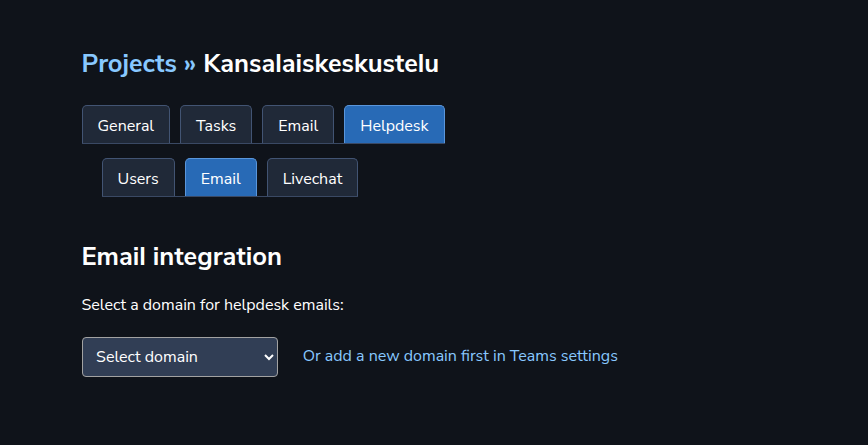 Projects » Kansalaiskeskustelu
General Tasks Email Helpdesk
Users Email Livechat
Email integration
Select a domain for helpdesk emails:
Select domain Or add a new domain first in Teams settings